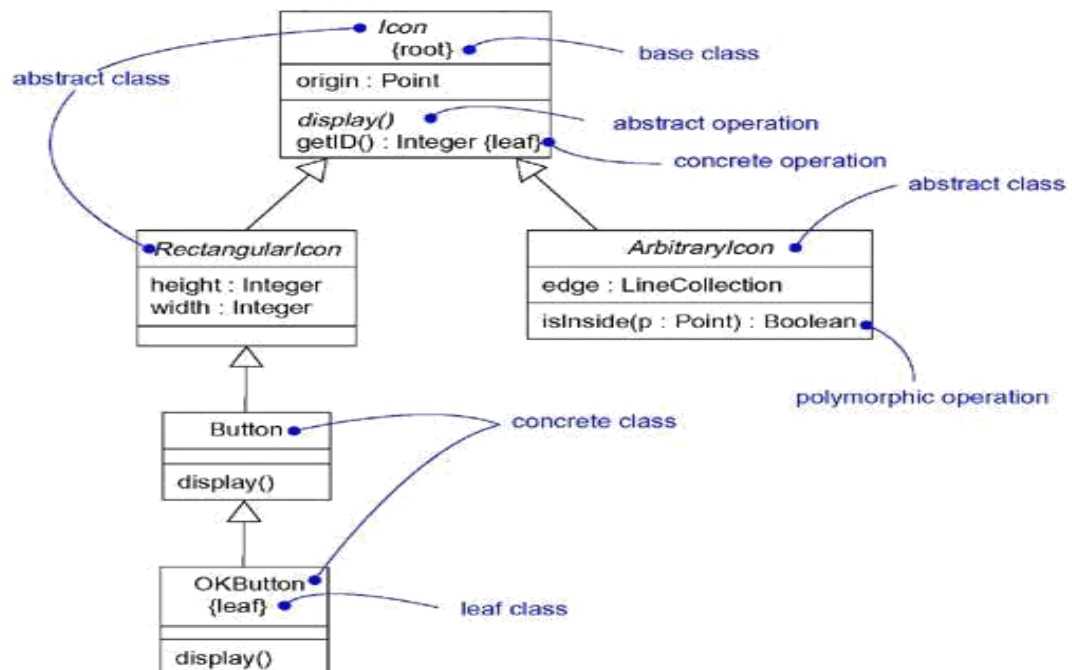 Icon
{root}
base class
abstract class
origin : Point
display()
abstract operation
getID() : Integer {leaf}
concrete operation
abstract class
RectangularIcon
ArbitraryIcon
height : Integer
width : Integer
edge : LineCollection
isInside(p : Point) : Boolean
polymorphic operation
Button
concrete class
display()
OKButton
{leaf}
leaf class
display()